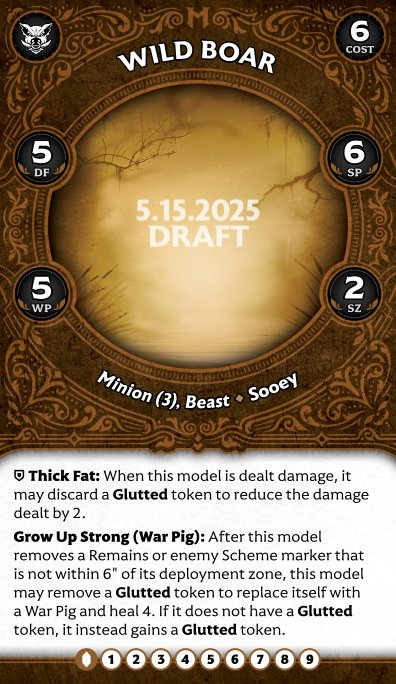 WILD BOAR
6
COST
5
DF
6
SP
5.15.2025
DRAFT
5
WP
2
SZ
Minion (3), Beast ♦ Sooey
Thick Fat: When this model is dealt damage, it
may discard a Glutted token to reduce the damage
dealt by 2.
Grow Up Strong (War Pig): After this model
removes a Remains or enemy Scheme marker that
is not within 6" of its deployment zone, this model
may remove a Glutted token to replace itself with
a War Pig and heal 4. If it does not have a Glutted
token, it instead gains a Glutted token.
1 2 3 4 5 6 7 8 9